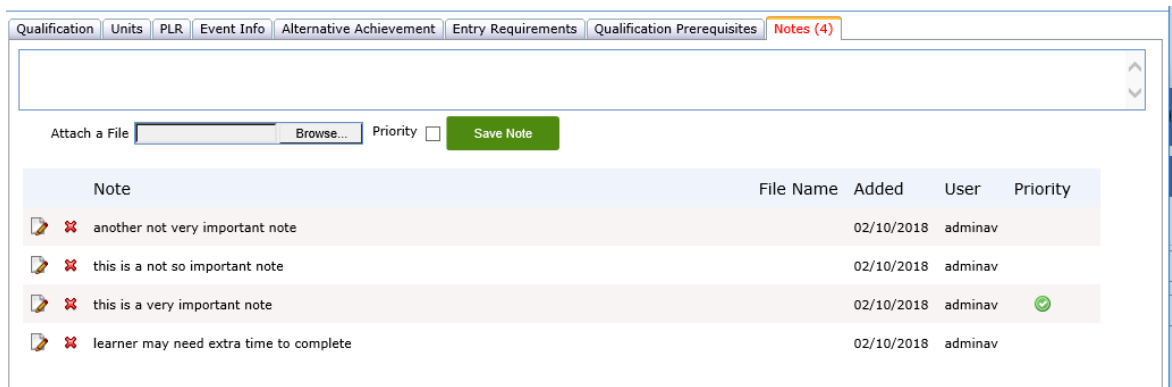 Qualification Units PLR Event Info Alternative Achievement Entry Requirements Qualification Prerequisites Notes (4)
Attach a File Browse... Priority Save Note
Note File Name Added User Priority
another not very important note 02/10/2018 adminav
this is a not so important note 02/10/2018 adminav
this is a very important note 02/10/2018 adminav
learner may need extra time to complete 02/10/2018 adminav